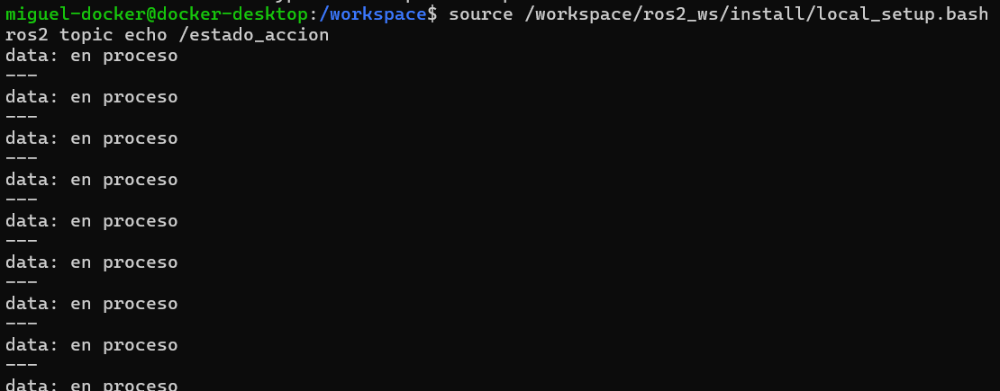 miguel-docker@docker-desktop:/workspace$ source /workspace/ros2_ws/install/local_setup.bash
ros2 topic echo /estado_accion
data: en proceso
---
data: en proceso
---
data: en proceso
---
data: en proceso
---
data: en proceso
---
data: en proceso
---
data: en proceso
---
data: en proceso
---
data: en proceso